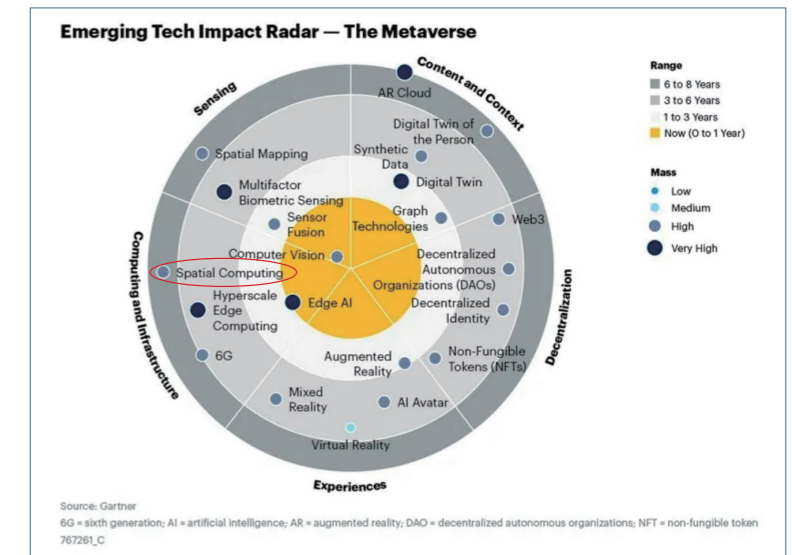 Emerging Tech Impact Radar — The Metaverse
Sensing
Content and Context
AR Cloud
Digital Twin of
the Person
Synthetic
Data
Spatial Mapping
Digital Twin
Multifactor
Biometric Sensing
Graph
Technologies
Sensor
Fusion
Web3
Computer Vision
Decentralized
Autonomous
Organizations (DAOs)
Spatial Computing
Hyperscale
Edge
Computing
Edge AI
Decentralized
Identity
6G
Augmented
Reality
Non-Fungible
Tokens (NFTs)
Mixed
Reality
AI Avatar
Virtual Reality
Computing and Infrastructure
Decentralization
Experiences
Range
6 to 8 Years
3 to 6 Years
1 to 3 Years
Now (0 to 1 Year)
Mass
Low
Medium
High
Very High
Source: Gartner
6G = sixth generation; AI = artificial intelligence; AR = augmented reality; DAO = decentralized autonomous organizations; NFT = non-fungible token
767261_C